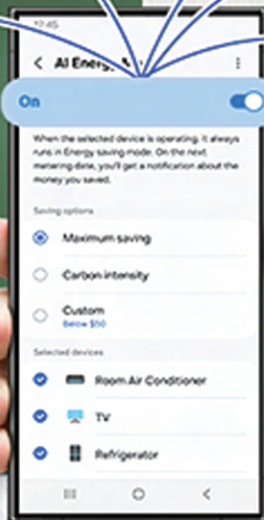 12:45
AI Energy
On
When the selected device is operating, it always
runs in Energy saving mode. On the next
metering date, you'll get a notification about the
money you saved.
Saving options
Maximum saving
Carbon intensity
Custom
Below $50
Selected devices
Room Air Conditioner
TV
Refrigerator